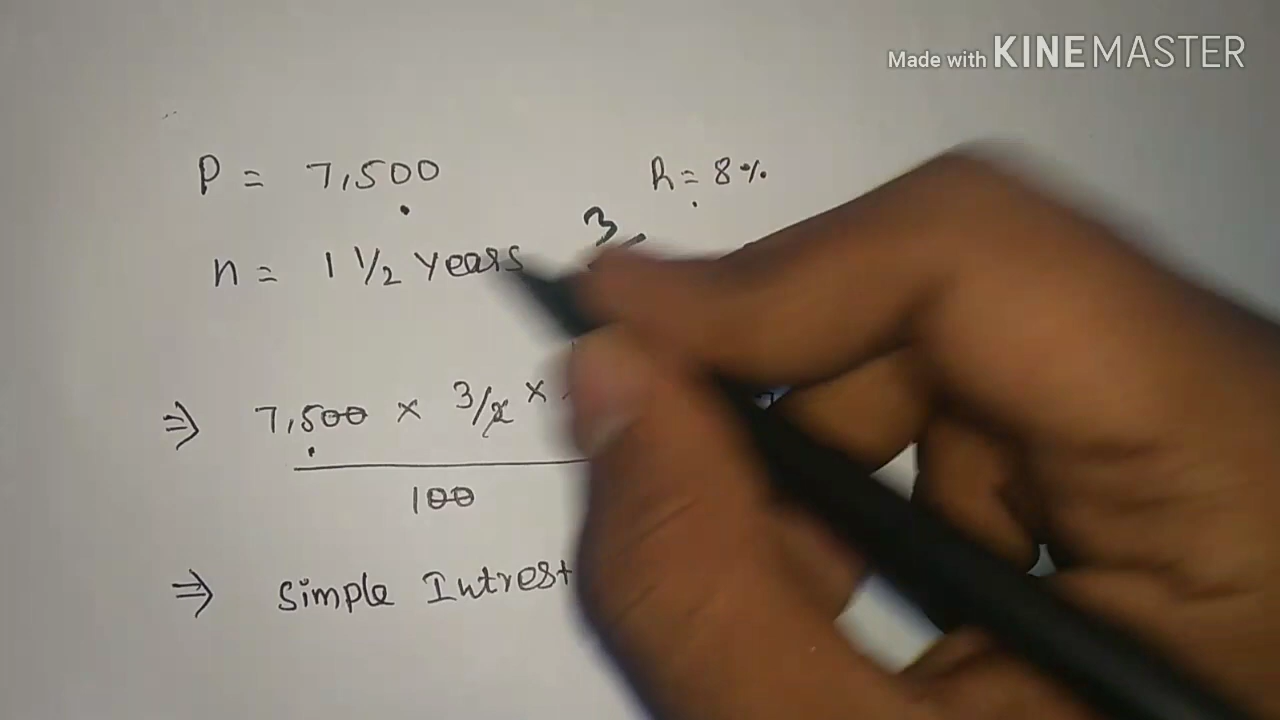 Made with KINEMASTER
P = 7,500 R = 8%
n = 1 1/2 years 3
⇒ 7,500 × 3/2 ×
100
⇒ Simple Intrest